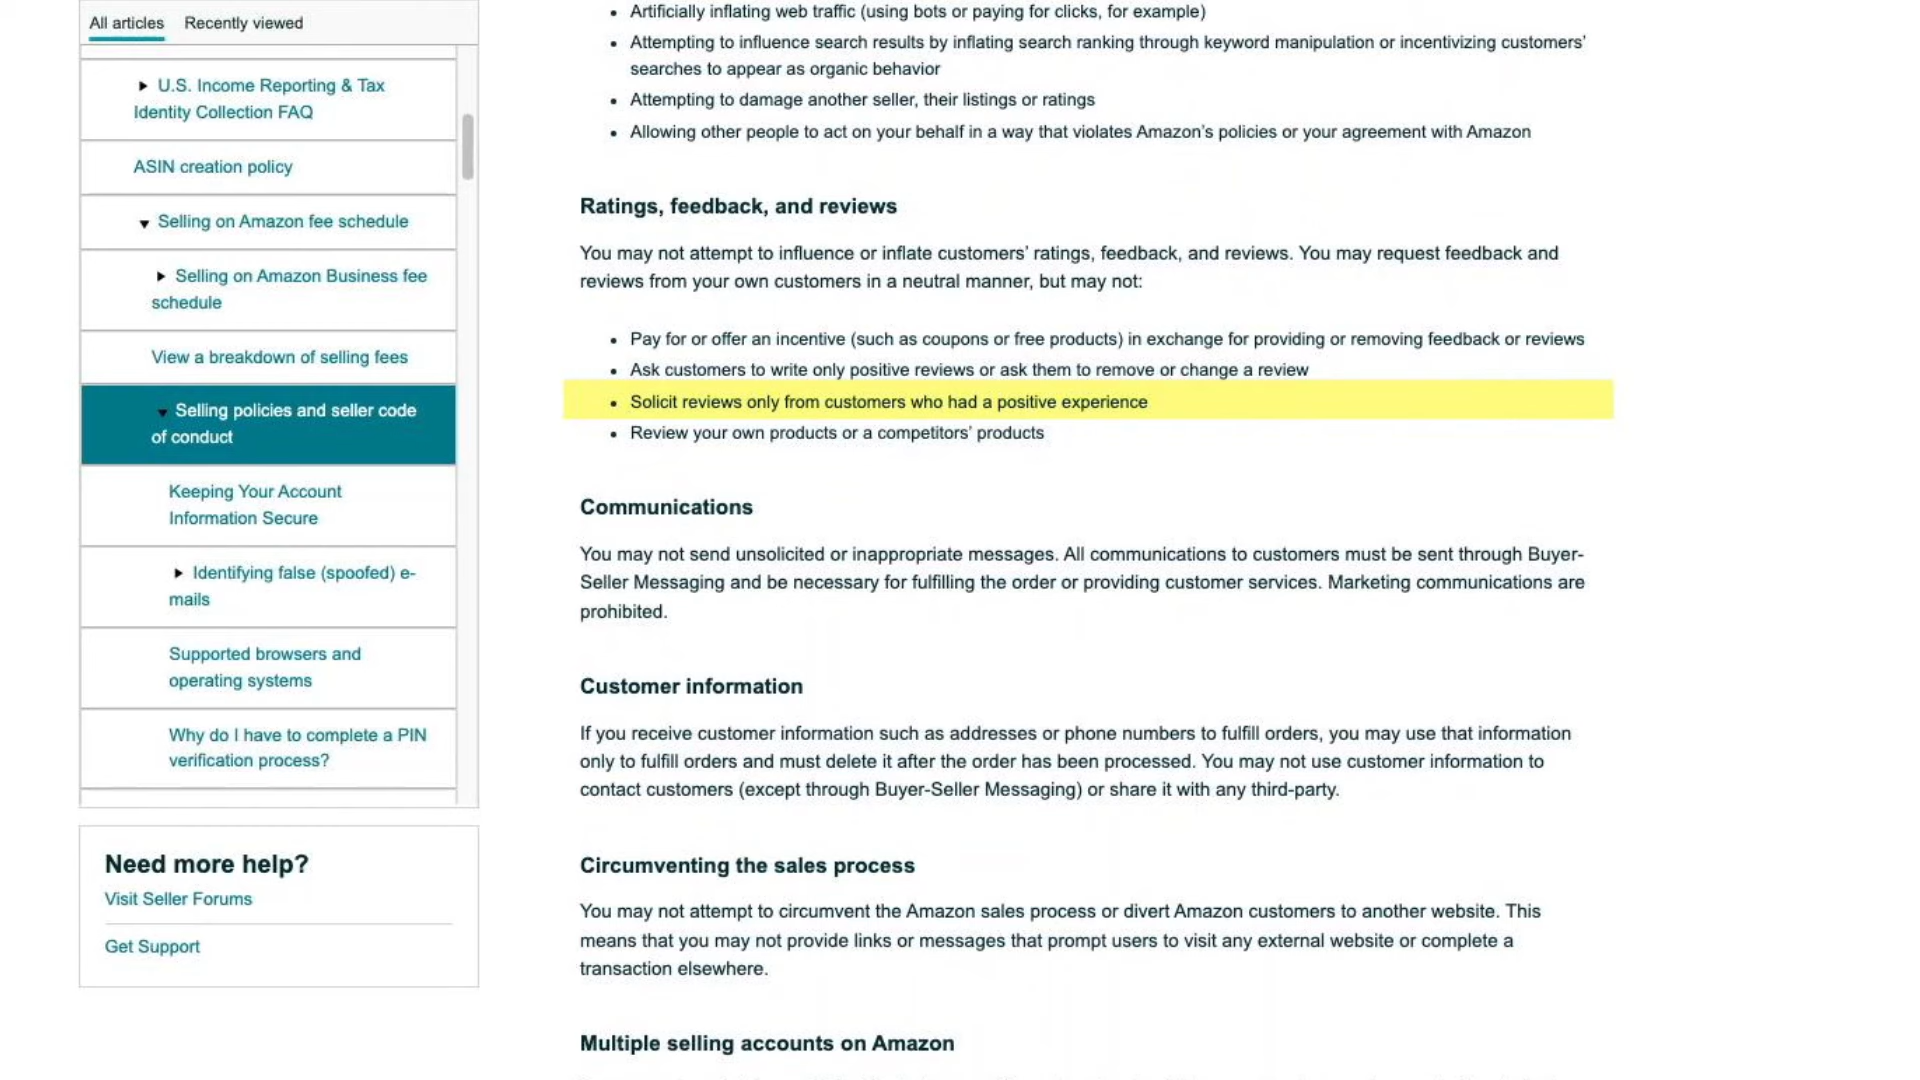 All articles
Recently viewed
▶ U.S. Income Reporting & Tax
Identity Collection FAQ
ASIN creation policy
▼ Selling on Amazon fee schedule
▶ Selling on Amazon Business fee
schedule
View a breakdown of selling fees
▼ Selling policies and seller code
of conduct
Keeping Your Account
Information Secure
▶ Identifying false (spoofed) e-
mails
Supported browsers and
operating systems
Why do I have to complete a PIN
verification process?
Need more help?
Visit Seller Forums
Get Support
• Artificially inflating web traffic (using bots or paying for clicks, for example)
• Attempting to influence search results by inflating search ranking through keyword manipulation or incentivizing customers’
searches to appear as organic behavior
• Attempting to damage another seller, their listings or ratings
• Allowing other people to act on your behalf in a way that violates Amazon’s policies or your agreement with Amazon
Ratings, feedback, and reviews
You may not attempt to influence or inflate customers’ ratings, feedback, and reviews. You may request feedback and
reviews from your own customers in a neutral manner, but may not:
• Pay for or offer an incentive (such as coupons or free products) in exchange for providing or removing feedback or reviews
• Ask customers to write only positive reviews or ask them to remove or change a review
• Solicit reviews only from customers who had a positive experience
• Review your own products or a competitors’ products
Communications
You may not send unsolicited or inappropriate messages. All communications to customers must be sent through Buyer-
Seller Messaging and be necessary for fulfilling the order or providing customer services. Marketing communications are
prohibited.
Customer information
If you receive customer information such as addresses or phone numbers to fulfill orders, you may use that information
only to fulfill orders and must delete it after the order has been processed. You may not use customer information to
contact customers (except through Buyer-Seller Messaging) or share it with any third-party.
Circumventing the sales process
You may not attempt to circumvent the Amazon sales process or divert Amazon customers to another website. This
means that you may not provide links or messages that prompt users to visit any external website or complete a
transaction elsewhere.
Multiple selling accounts on Amazon